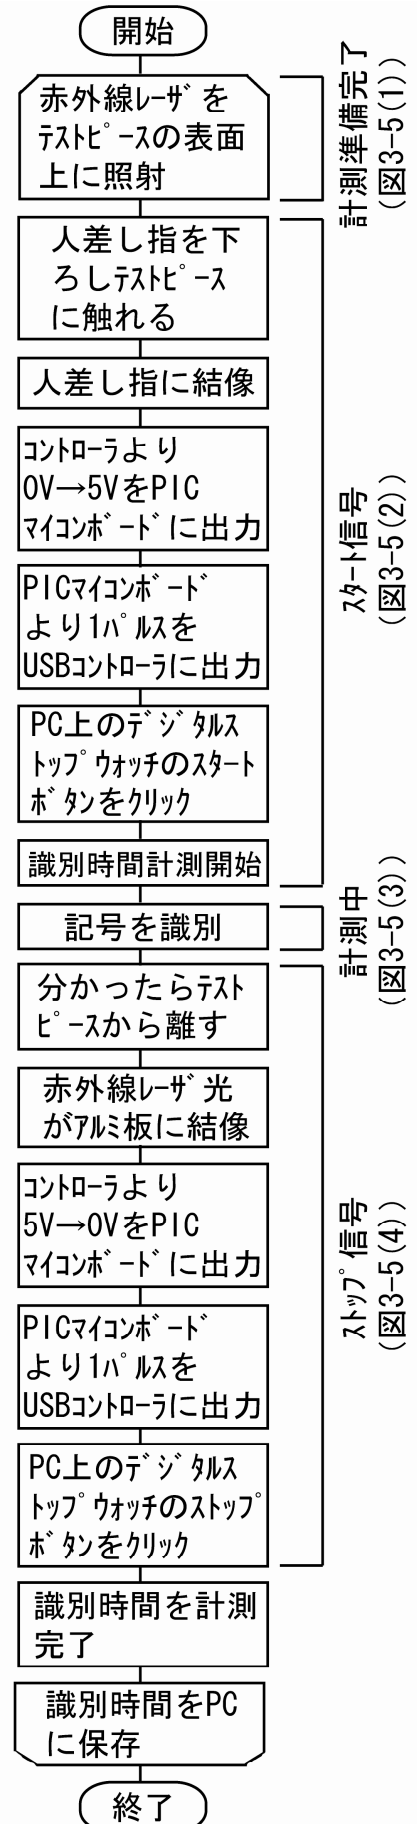 開始
赤外線ﾚｰｻﾞを
ﾃｽﾄﾋﾟｰｽの表面
上に照射
人差し指を下
ろしﾃｽﾄﾋﾟｰｽ
に触れる
人差し指に結像
ｺﾝﾄﾛｰﾗより
0V→5VをPIC
ﾏｲｺﾝﾎﾞｰﾄﾞに出力
PICﾏｲｺﾝﾎﾞｰﾄﾞ
より1ﾊﾟﾙｽを
USBｺﾝﾄﾛｰﾗに出力
PC上のﾃﾞｼﾞﾀﾙｽ
ﾄｯﾌﾟｳｫｯﾁのｽﾀｰﾄ
ﾎﾞﾀﾝをｸﾘｯｸ
識別時間計測開始
記号を識別
分かったらﾃｽﾄ
ﾋﾟｰｽから離す
赤外線ﾚｰｻﾞ光
がｱﾙﾐ板に結像
ｺﾝﾄﾛｰﾗより
5V→0VをPIC
ﾏｲｺﾝﾎﾞｰﾄﾞに出力
PICﾏｲｺﾝﾎﾞｰﾄﾞ
より1ﾊﾟﾙｽを
USBｺﾝﾄﾛｰﾗに出力
PC上のﾃﾞｼﾞﾀﾙｽ
ﾄｯﾌﾟｳｫｯﾁのｽﾄｯﾌﾟ
ﾎﾞﾀﾝをｸﾘｯｸ
識別時間を計測
完了
識別時間をPC
に保存
終了
計測準備完了
(図3-5(1))
ｽﾀｰﾄ信号
(図3-5(2))
計測中
(図3-5(3))
ｽﾄｯﾌﾟ信号
(図3-5(4))